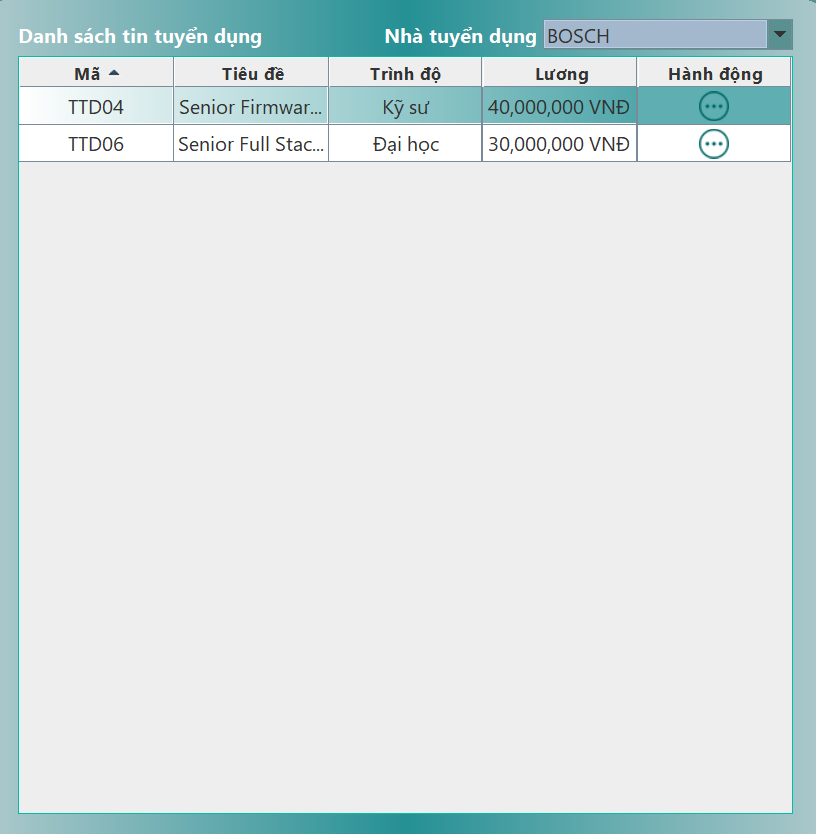 Danh sách tin tuyển dụng Nhà tuyển dụng BOSCH
Mã Tiêu đề Trình độ Lương Hành động
TTD04 Senior Firmwar... Kỹ sư 40,000,000 VNĐ
TTD06 Senior Full Stac... Đại học 30,000,000 VNĐ